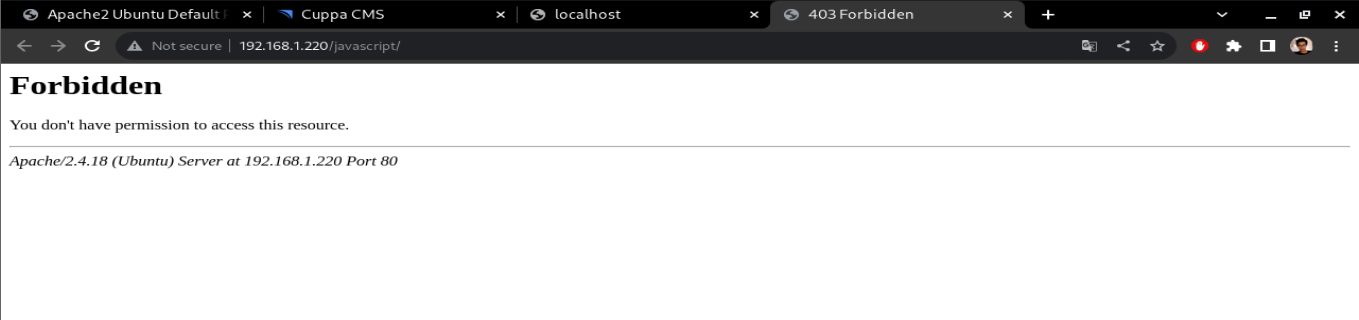 Apache2 Ubuntu Default
Cuppa CMS
localhost
403 Forbidden
Not secure
192.168.1.220/javascript/
Forbidden
You don't have permission to access this resource.
Apache/2.4.18 (Ubuntu) Server at 192.168.1.220 Port 80